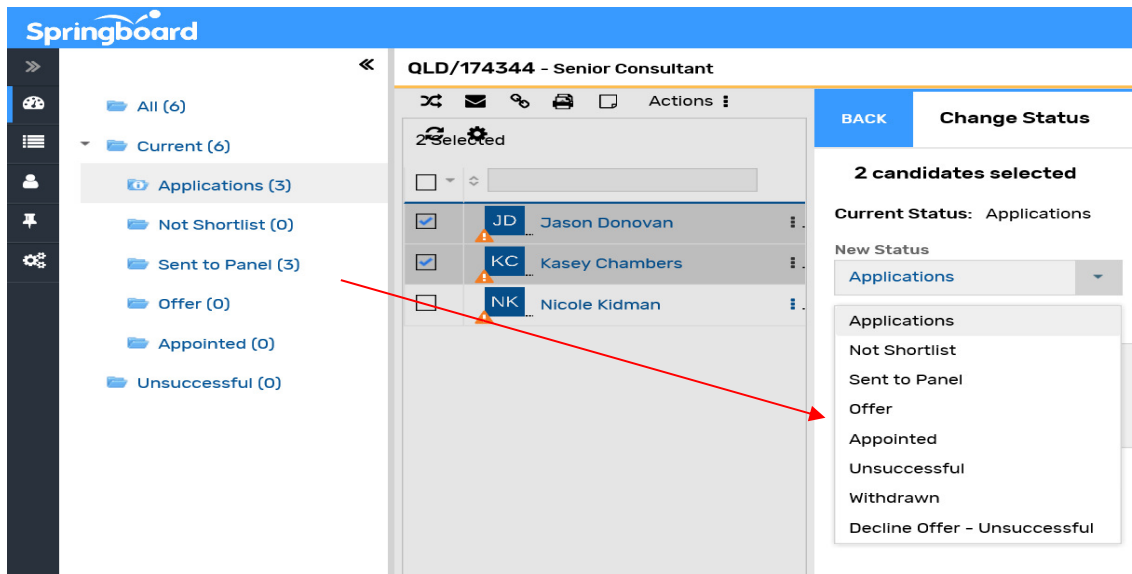 Springboard
All (6)
Current (6)
Applications (3)
Not Shortlist (0)
Sent to Panel (3)
Offer (0)
Appointed (0)
Unsuccessful (0)
QLD/174344 - Senior Consultant
Actions
2 Selected
JD Jason Donovan
KC Kasey Chambers
NK Nicole Kidman
BACK Change Status
2 candidates selected
Current Status: Applications
New Status
Applications
Applications
Not Shortlist
Sent to Panel
Offer
Appointed
Unsuccessful
Withdrawn
Decline Offer - Unsuccessful